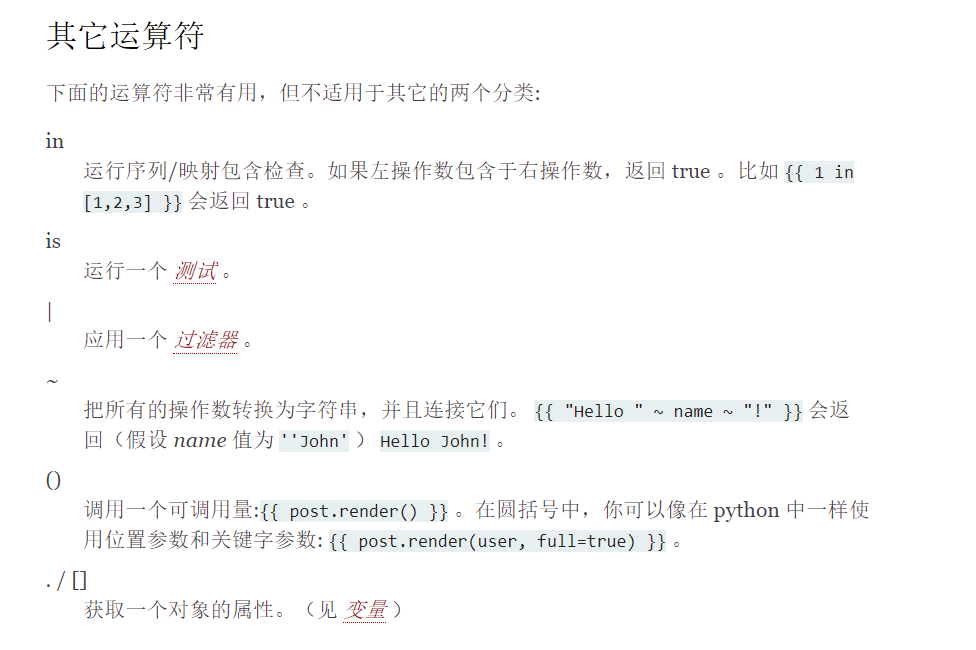 其它运算符
下面的运算符非常有用，但不适用于其它的两个分类:
in
运行序列/映射包含检查。如果左操作数包含于右操作数，返回 true 。比如 {{ 1 in
[1,2,3] }} 会返回 true 。
is
运行一个 测试 。
|
应用一个 过滤器 。
~
把所有的操作数转换为字符串，并且连接它们。 {{ "Hello " ~ name ~ "!" }} 会返
回（假设 name 值为 ''John' ） Hello John! 。
()
调用一个可调用量:{{ post.render() }} 。在圆括号中，你可以像在 python 中一样使
用位置参数和关键字参数: {{ post.render(user, full=true) }} 。
. / []
获取一个对象的属性。（见 变量 ）